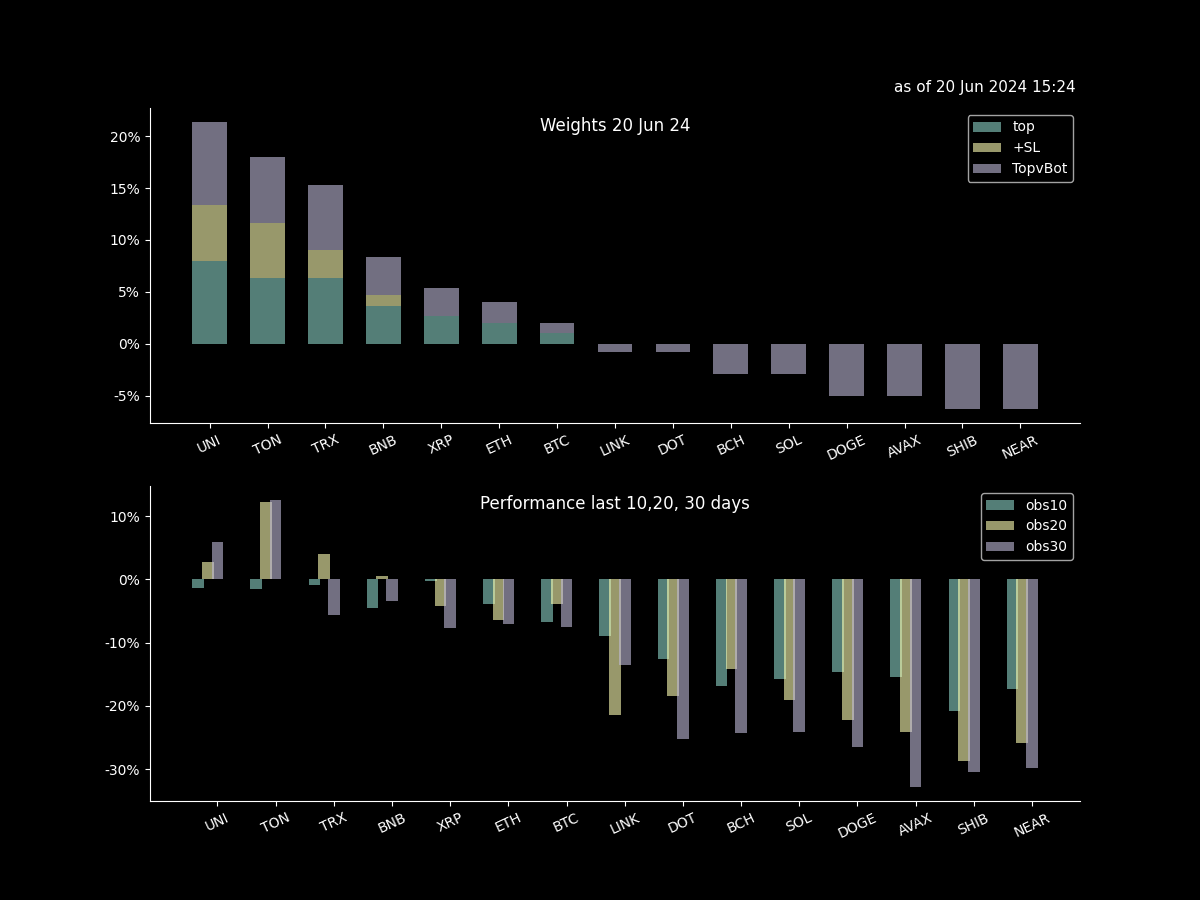 as of 20 Jun 2024 15:24
Weights 20 Jun 24
top
+SL
TopvBot
20%
15%
10%
5%
0%
-5%
UNI TON TRX BNB XRP ETH BTC LINK DOT BCH SOL DOGE AVAX SHIB NEAR
Performance last 10,20, 30 days
obs10
obs20
obs30
10%
0%
-10%
-20%
-30%
UNI TON TRX BNB XRP ETH BTC LINK DOT BCH SOL DOGE AVAX SHIB NEAR